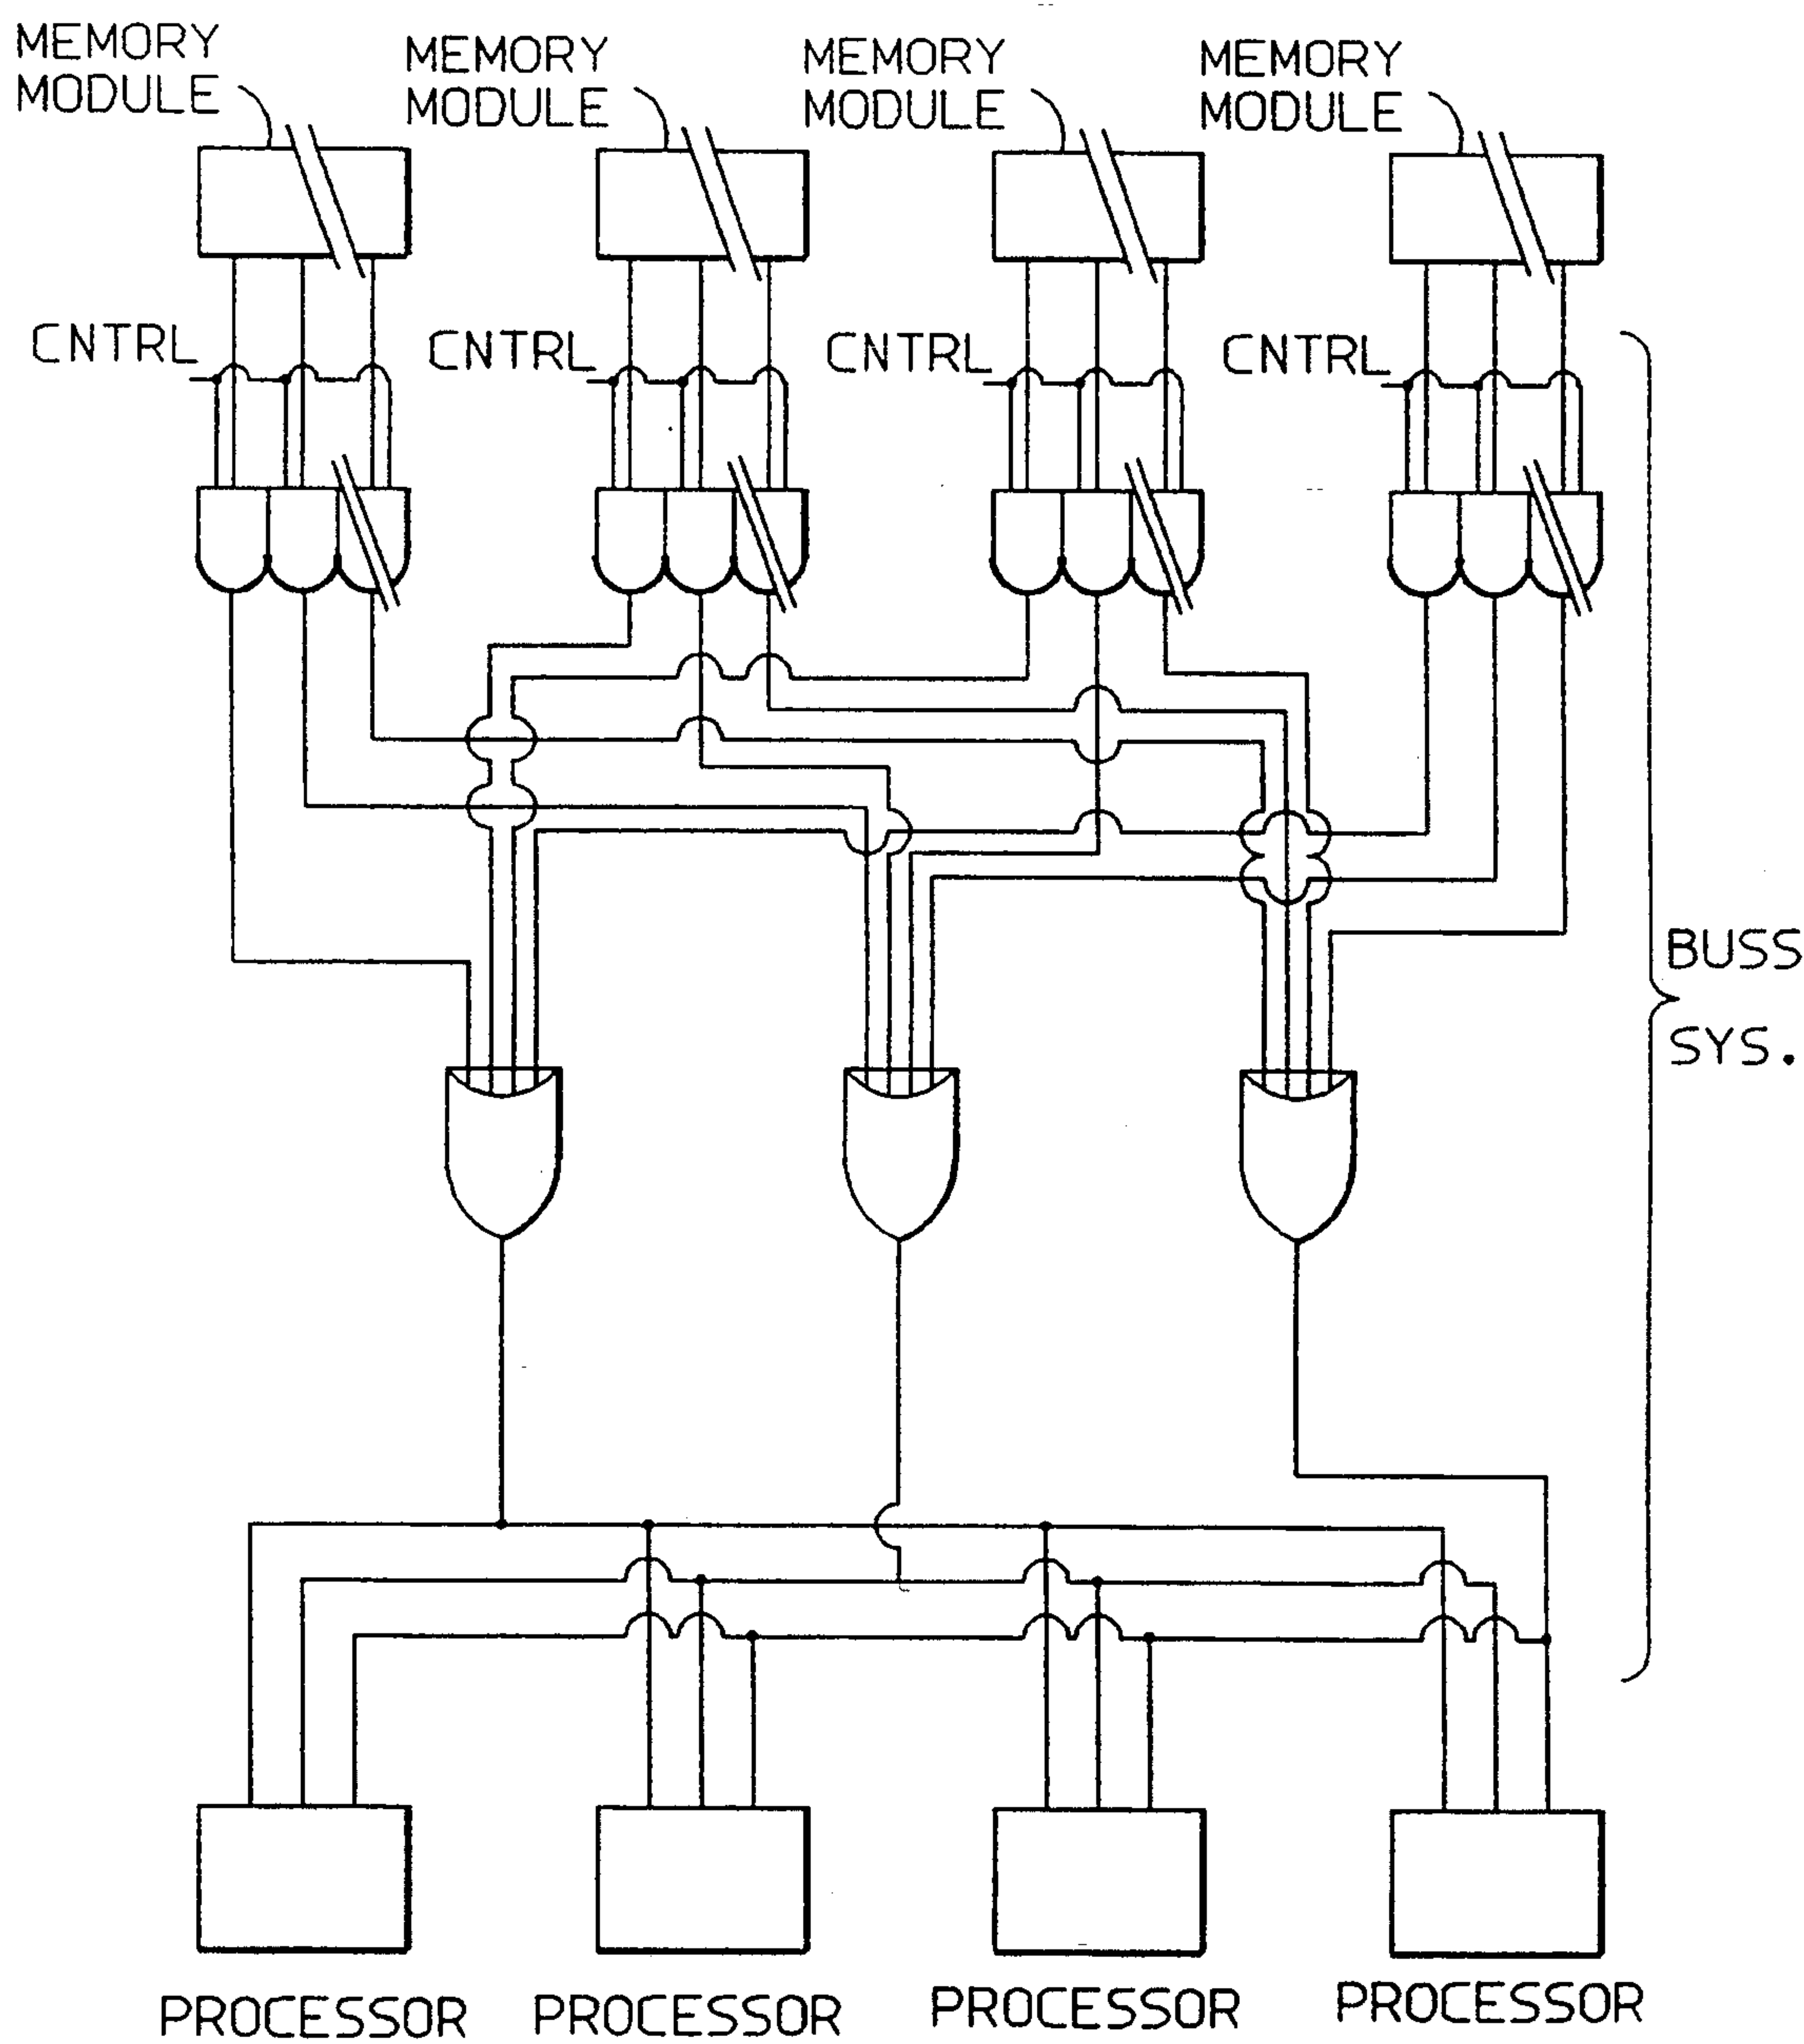 MEMORY
MODULE
MEMORY
MODULE
MEMORY
MODULE
MEMORY
MODULE
CNTRL
CNTRL
CNTRL
CNTRL
BUSS
SYS.
PROCESSOR
PROCESSOR
PROCESSOR
PROCESSOR